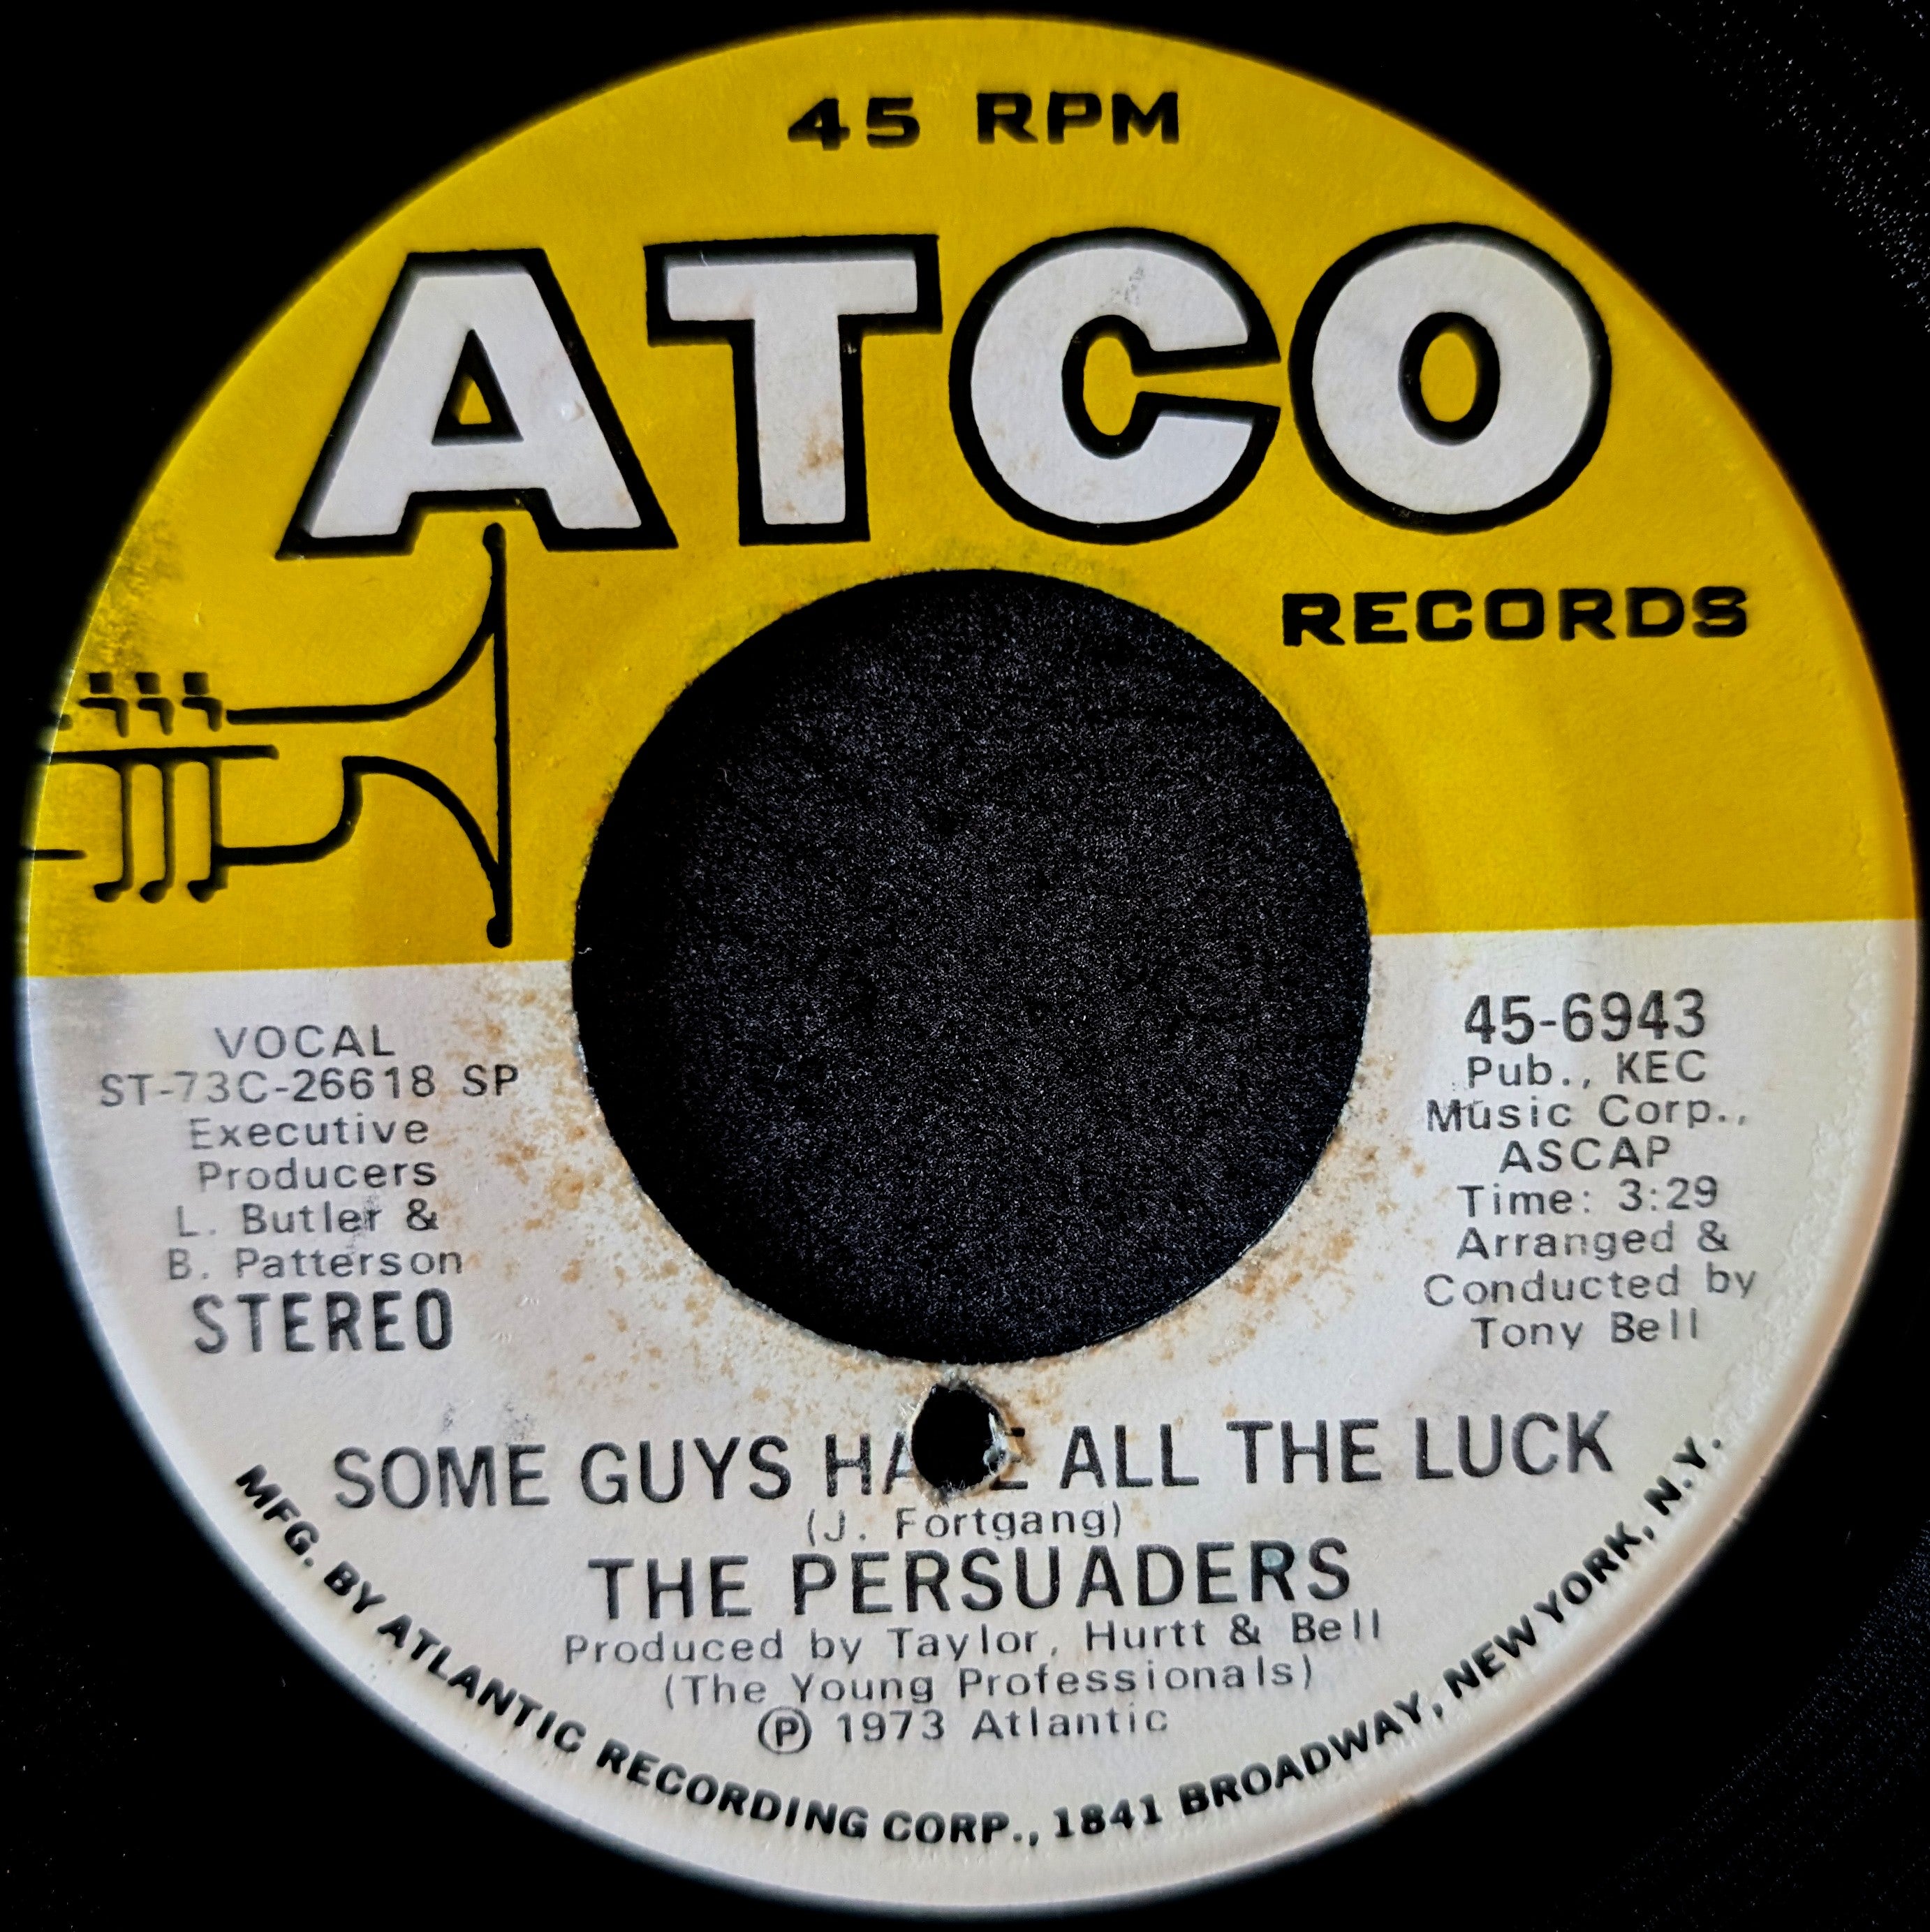 45 RPM
ATCO
RECORDS
VOCAL
ST-73C-26618 SP
Executive
Producers
L. Butler &
B. Patterson
STEREO
45-6943
Pub., KEC
Music Corp.,
ASCAP
Time: 3:29
Arranged &
Conducted by
Tony Bell
SOME GUYS ALL THE LUCK
(J. Fortgang)
THE PERSUADERS
Produced by Taylor, Hurtt & Bell
(The Young Professionals)
Ⓟ 1973 Atlantic
MFG. BY ATLANTIC RECORDING CORP., 1841 BROADWAY, NEW YORK, N.Y.